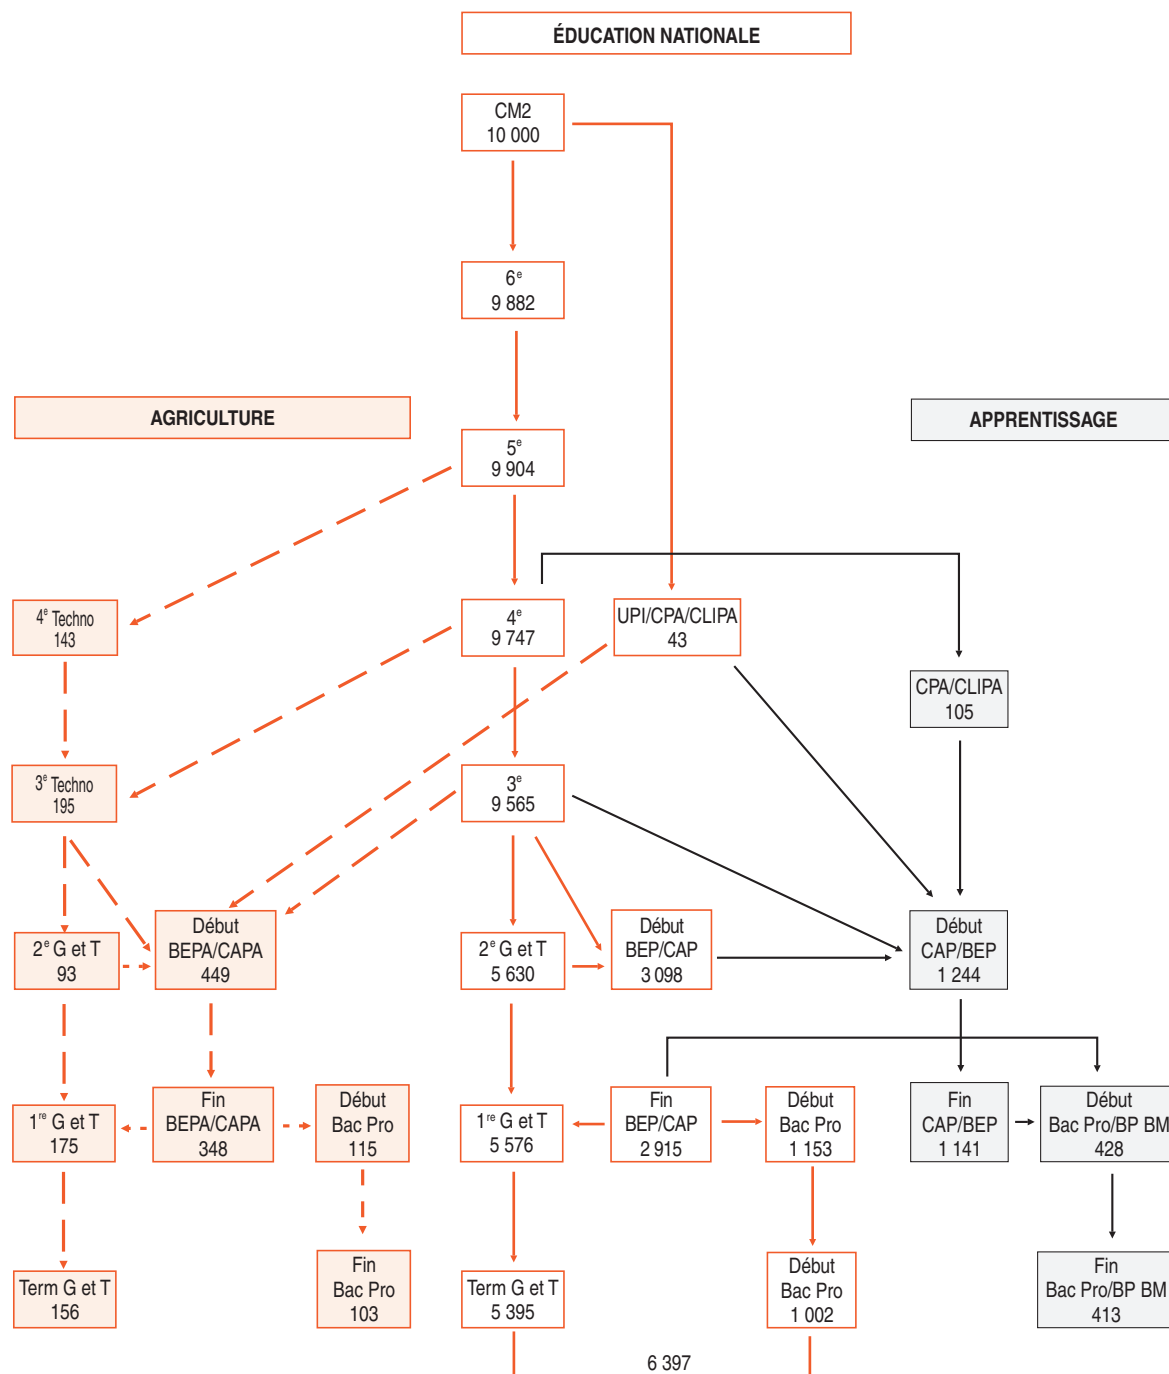 ÉDUCATION NATIONALE
CM2
10 000
6e
9 882
AGRICULTURE
APPRENTISSAGE
5e
9 904
4e Techno
143
4e
9 747
UPI/CPA/CLIPA
43
CPA/CLIPA
105
3e Techno
195
3e
9 565
2e G et T
93
Début
BEPA/CAPA
449
2e G et T
5 630
Début
BEP/CAP
3 098
Début
CAP/BEP
1 244
1re G et T
175
Fin
BEPA/CAPA
348
Début
Bac Pro
115
1re G et T
5 576
Fin
BEP/CAP
2 915
Début
Bac Pro
1 153
Fin
CAP/BEP
1 141
Début
Bac Pro/BP BM
428
Term G et T
156
Fin
Bac Pro
103
Term G et T
5 395
Début
Bac Pro
1 002
Fin
Bac Pro/BP BM
413
6 397